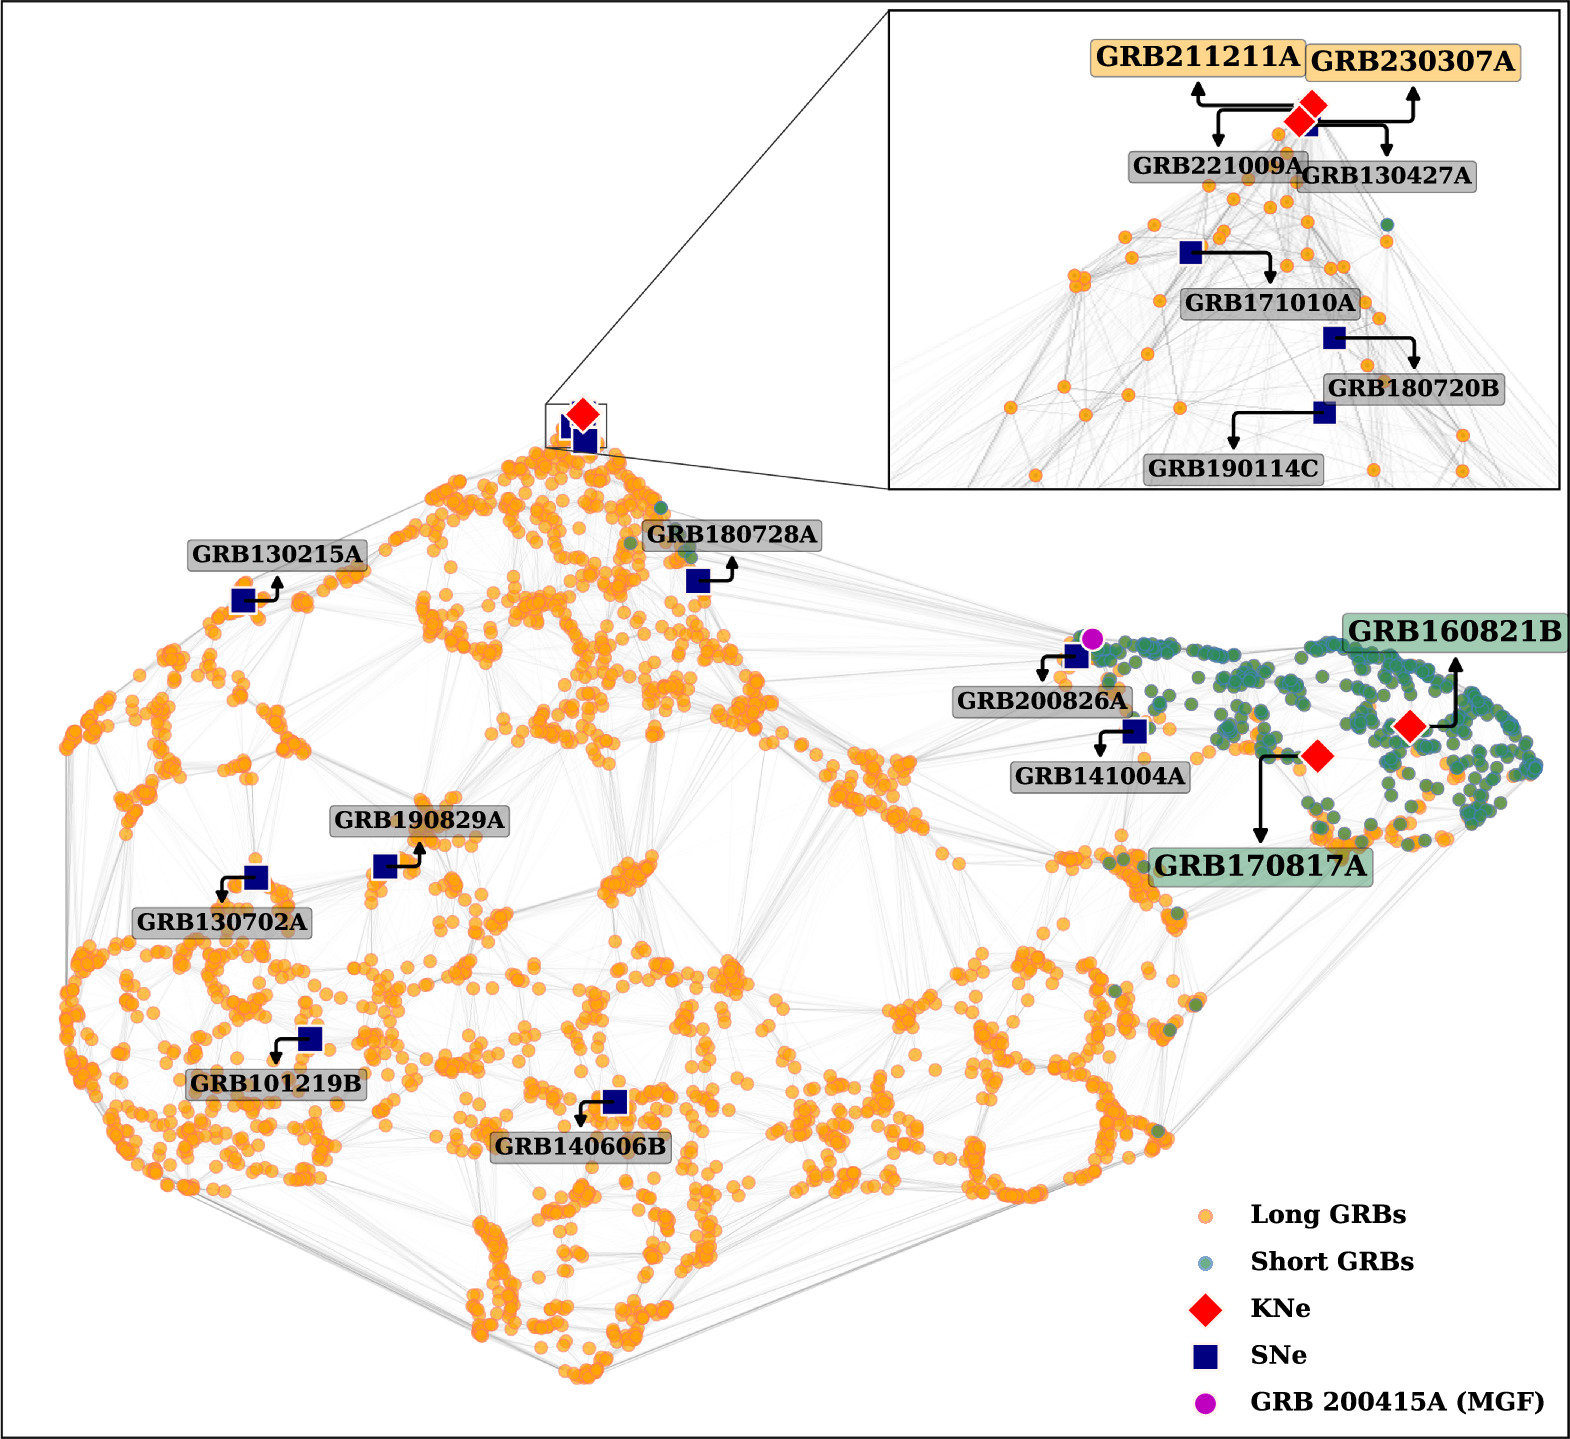 GRB211211A
GRB230307A
GRB221009A
GRB130427A
GRB171010A
GRB180720B
GRB190114C
GRB180728A
GRB130215A
GRB160821B
GRB200826A
GRB141004A
GRB190829A
GRB170817A
GRB130702A
GRB101219B
GRB140606B
Long GRBs
Short GRBs
KNe
SNe
GRB 200415A (MGF)